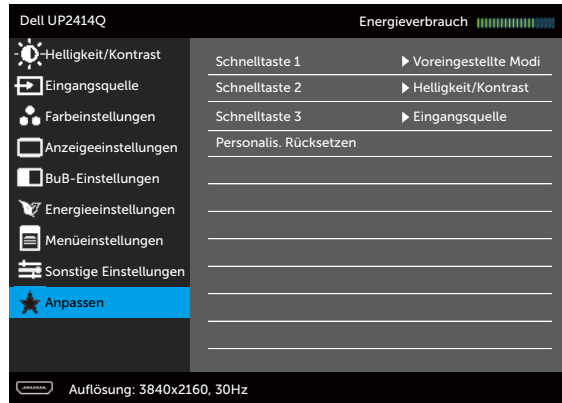 Dell UP2414Q
Energieverbrauch
Helligkeit/Kontrast
Eingangsquelle
Farbeinstellungen
Anzeigeeinstellungen
BuB-Einstellungen
Energieeinstellungen
Menüeinstellungen
Sonstige Einstellungen
Anpassen
Schnelltaste 1 Voreingestellte Modi
Schnelltaste 2 Helligkeit/Kontrast
Schnelltaste 3 Eingangsquelle
Personalis. Rücksetzen
Auflösung: 3840x2160, 30Hz